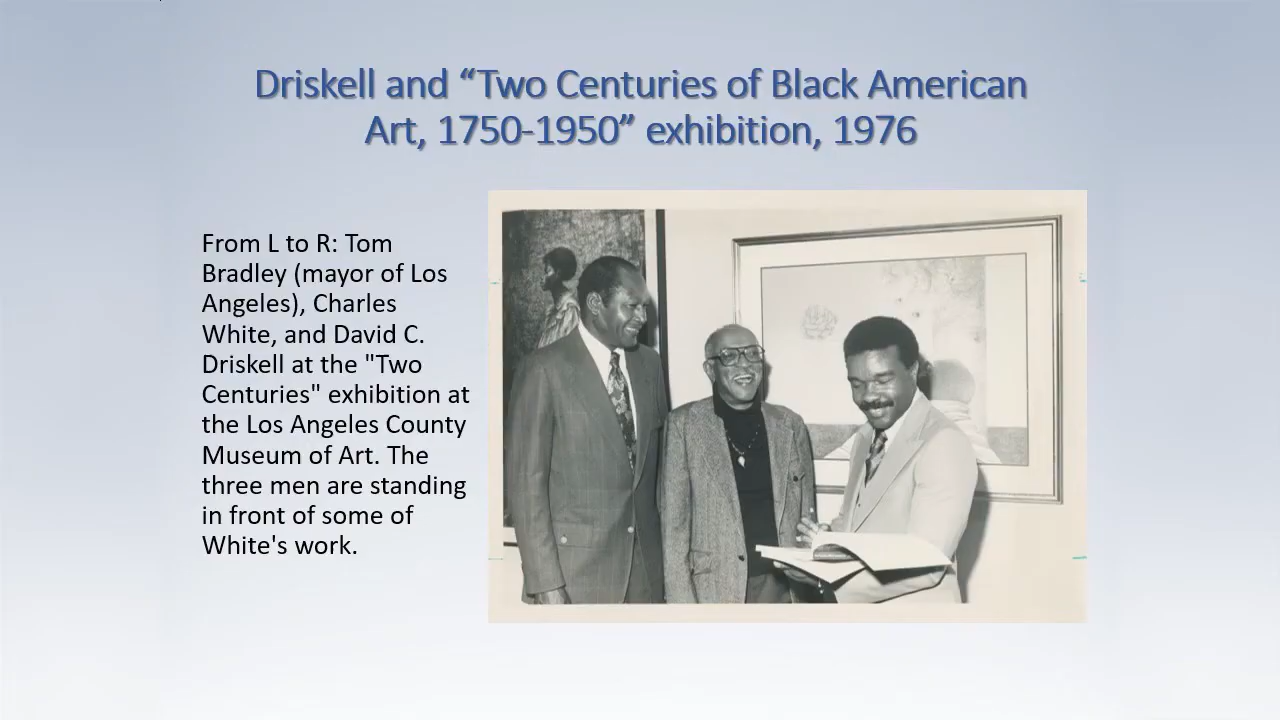 Driskell and “Two Centuries of Black American
Art, 1750-1950” exhibition, 1976
From L to R: Tom
Bradley (mayor of Los
Angeles), Charles
White, and David C.
Driskell at the "Two
Centuries" exhibition at
the Los Angeles County
Museum of Art. The
three men are standing
in front of some of
White's work.